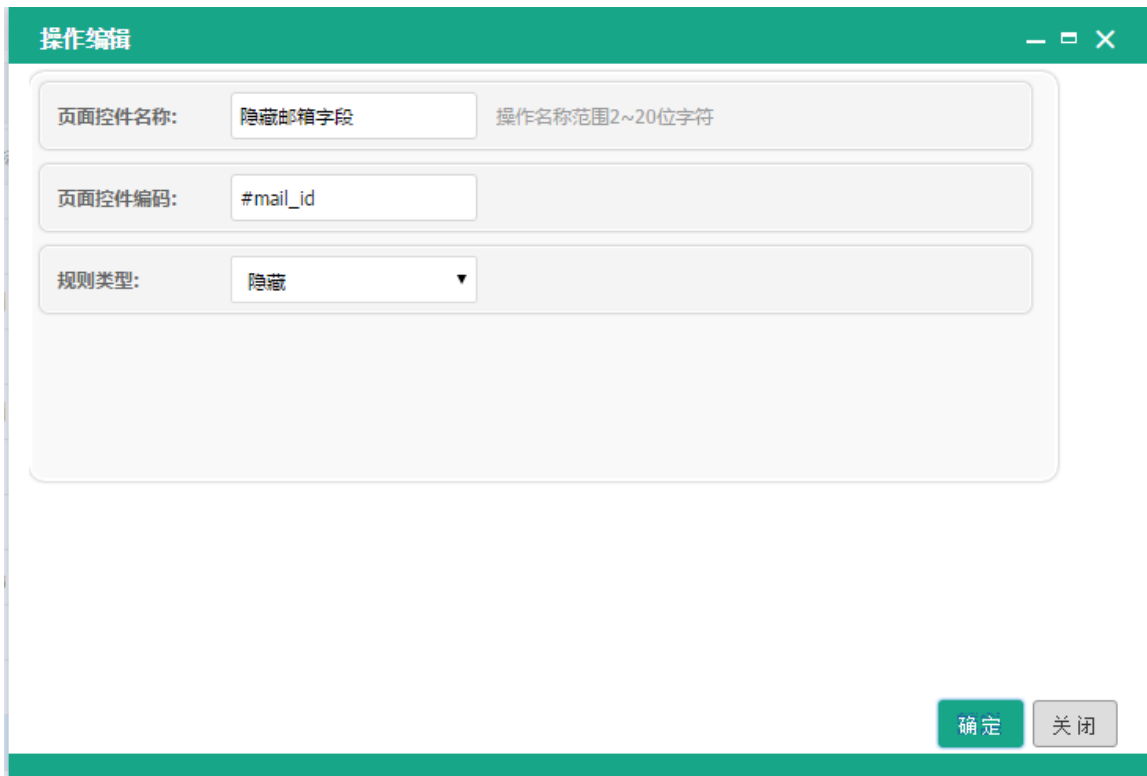 操作编辑
页面控件名称: 隐藏邮箱字段 操作名称范围2~20位字符
页面控件编码: #mail_id
规则类型: 隐藏
确定 关闭